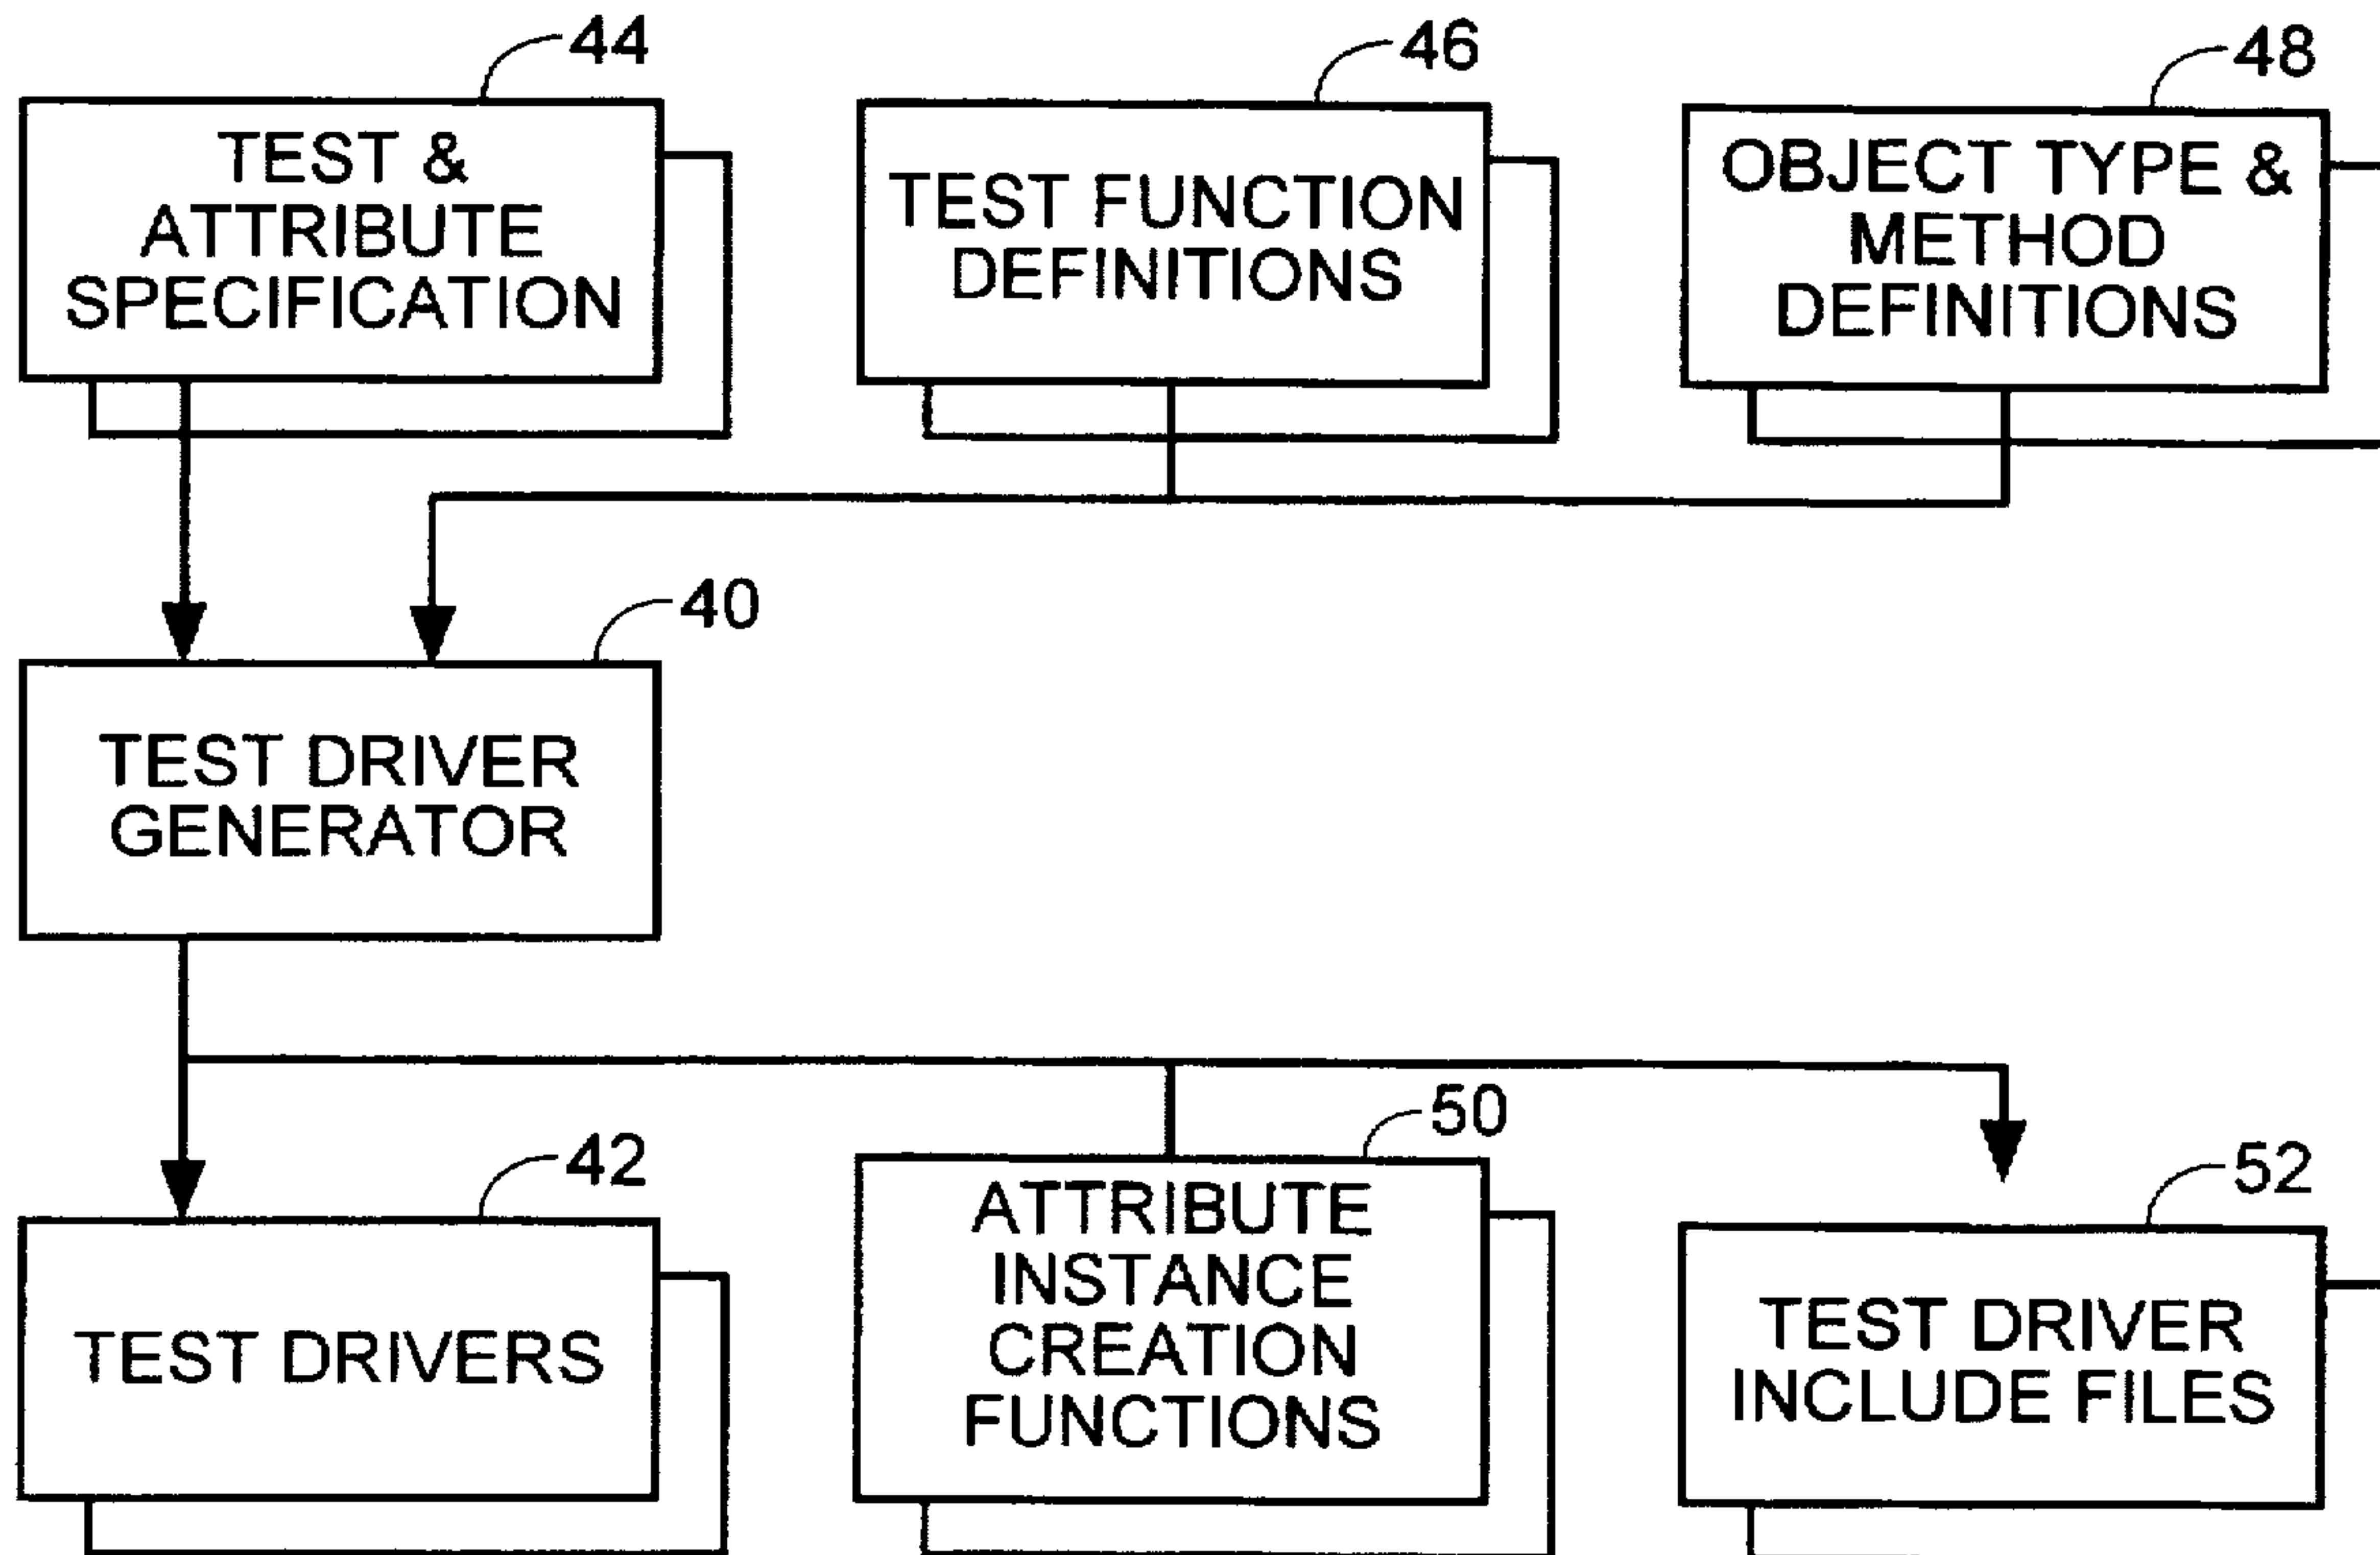 44
TEST &
ATTRIBUTE
SPECIFICATION
46
TEST FUNCTION
DEFINITIONS
48
OBJECT TYPE &
METHOD
DEFINITIONS
40
TEST DRIVER
GENERATOR
42
TEST DRIVERS
50
ATTRIBUTE
INSTANCE
CREATION
FUNCTIONS
52
TEST DRIVER
INCLUDE FILES